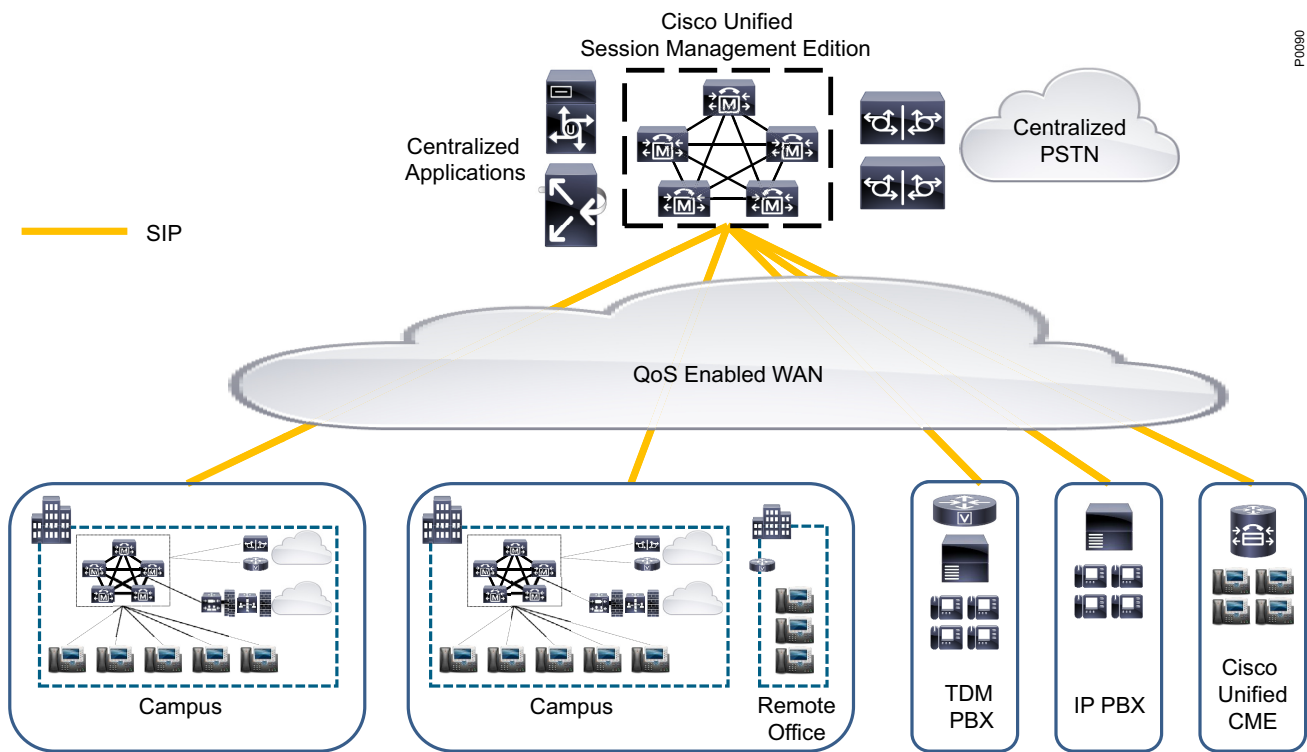 Cisco Unified
Session Management Edition
P0090
Centralized
Applications
Centralized
PSTN
SIP
QoS Enabled WAN
Campus
Campus
Remote
Office
TDM
PBX
IP PBX
Cisco
Unified
CME